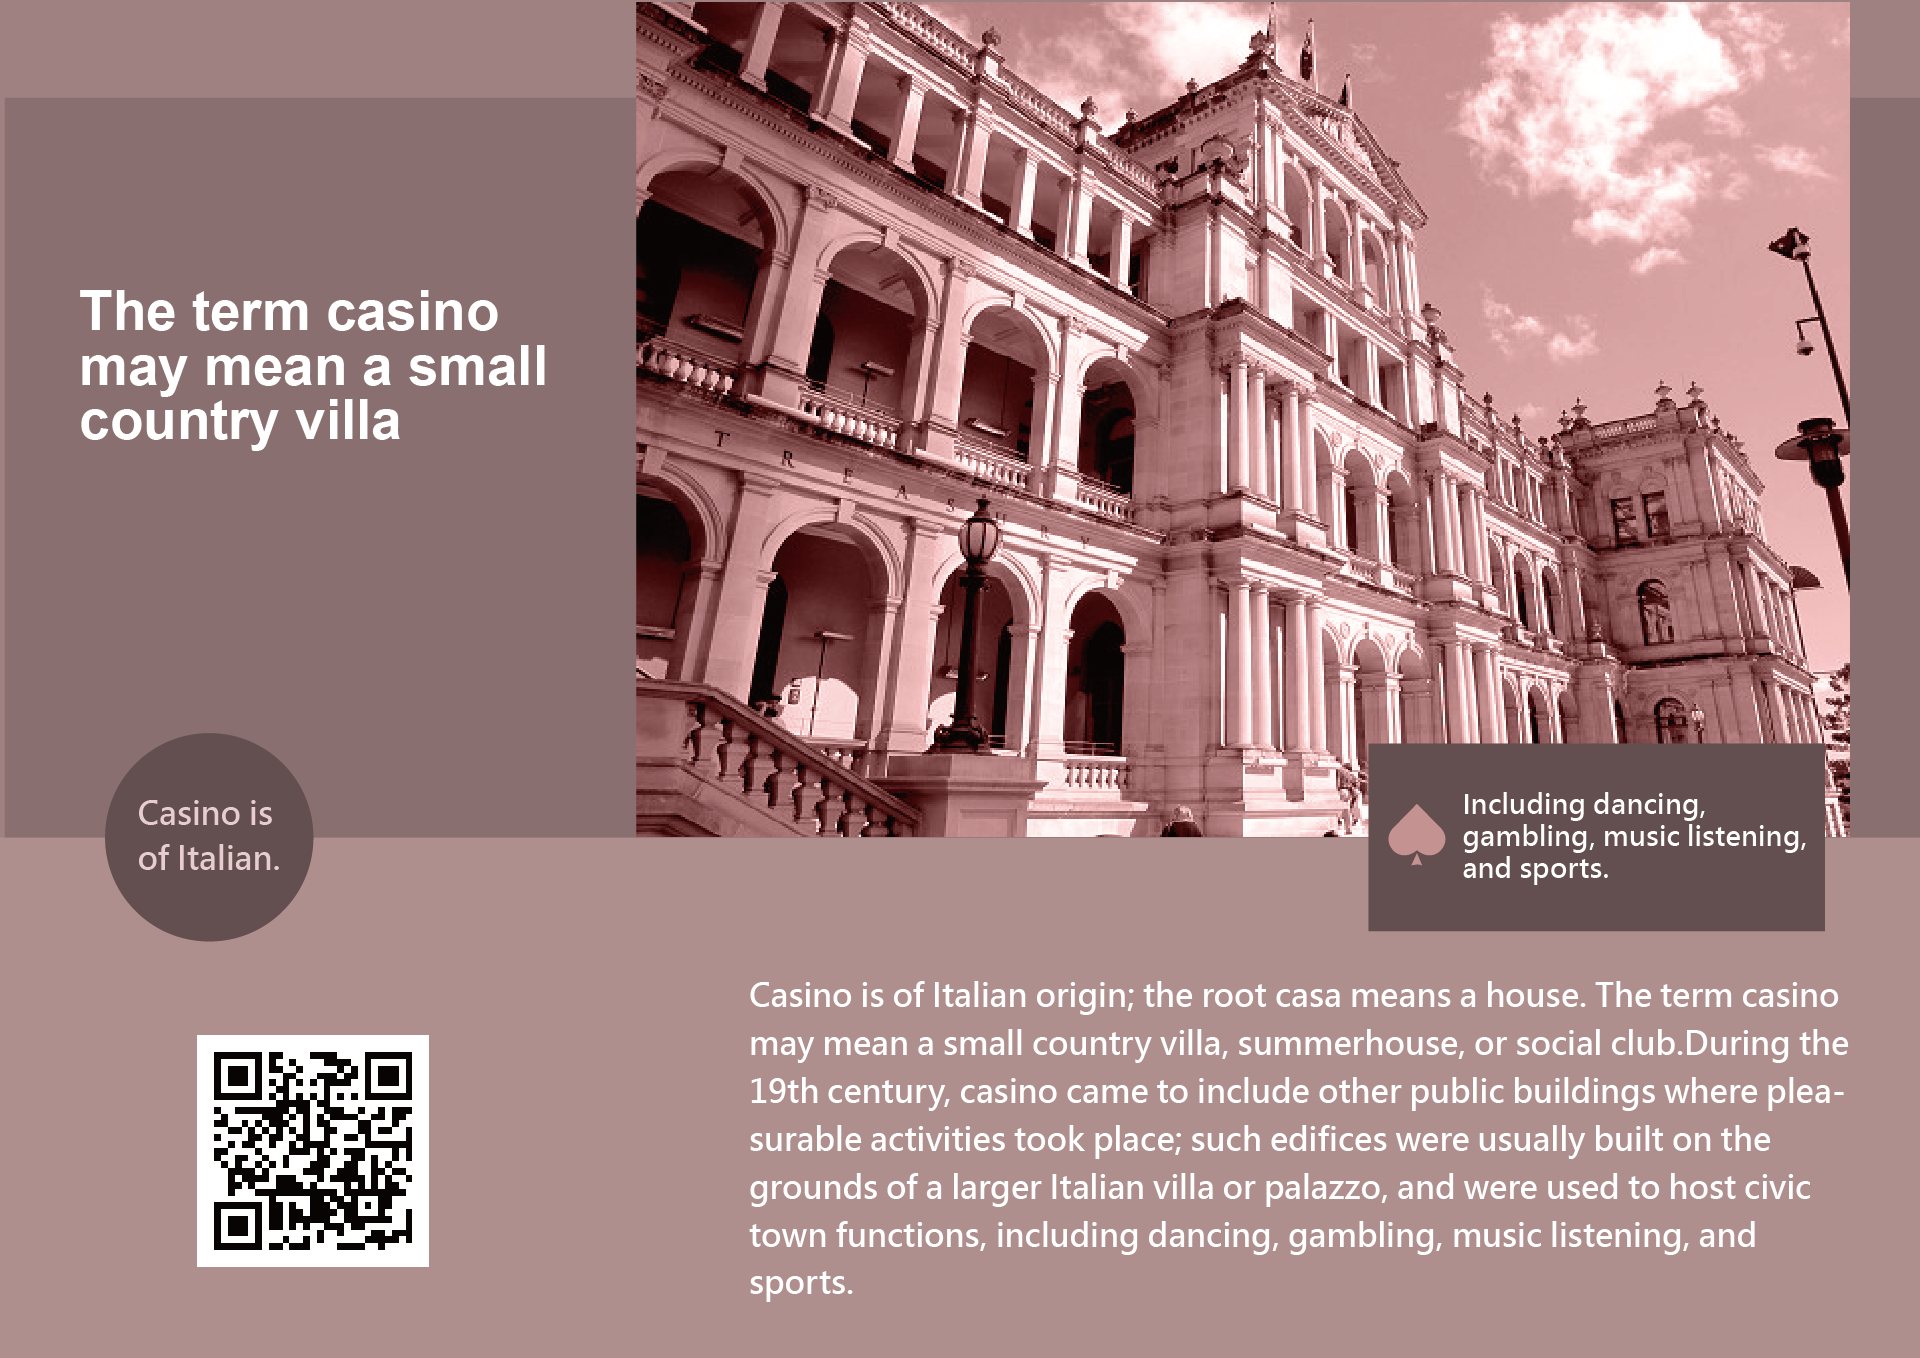 The term casino
may mean a small
country villa
TREASURY
Casino is
of Italian.
Including dancing,
gambling, music listening,
and sports.
Casino is of Italian origin; the root casa means a house. The term casino
may mean a small country villa, summerhouse, or social club.During the
19th century, casino came to include other public buildings where plea-
surable activities took place; such edifices were usually built on the
grounds of a larger Italian villa or palazzo, and were used to host civic
town functions, including dancing, gambling, music listening, and
sports.